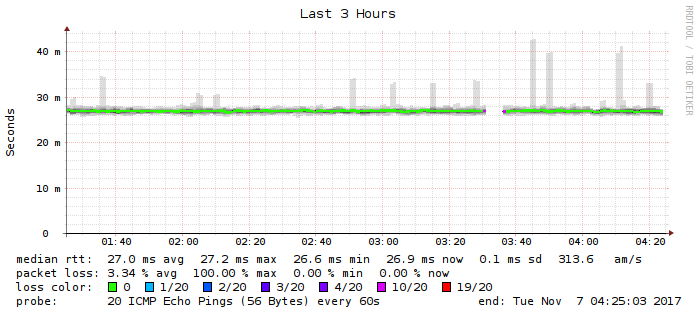 Last 3 Hours
RRDTOOL / TOBI OETIKER
Seconds
40 m
30 m
20 m
10 m
0
01:40 02:00 02:20 02:40 03:00 03:20 03:40 04:00 04:20
median rtt: 27.0 ms avg 27.2 ms max 26.6 ms min 26.9 ms now 0.1 ms sd 313.6 am/s
packet loss: 3.34 % avg 100.00 % max 0.00 % min 0.00 % now
loss color: 0 1/20 2/20 3/20 4/20 10/20 19/20
probe: 20 ICMP Echo Pings (56 Bytes) every 60s end: Tue Nov 7 04:25:03 2017